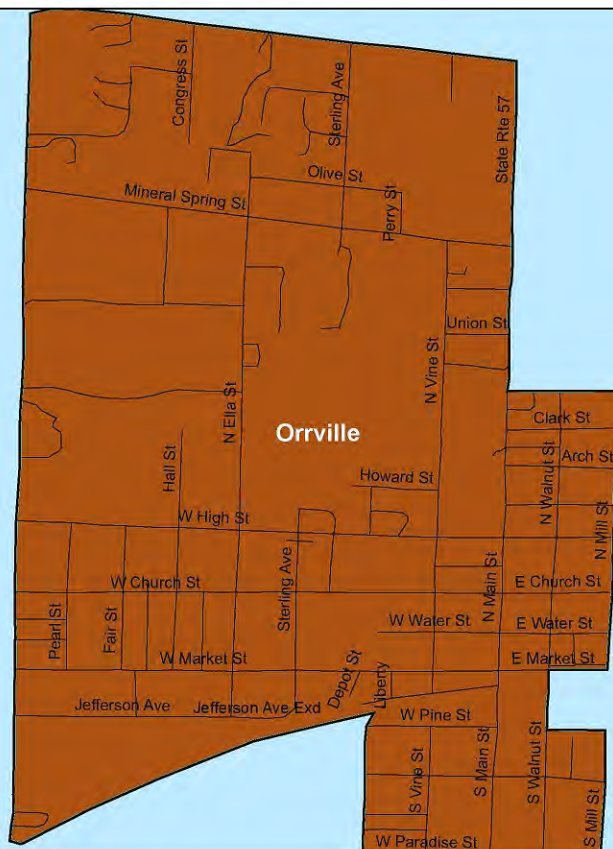 Congress St
Sterling Ave
State Rte 57
Olive St
Mineral Spring St
Perry St
Union St
N Vine St
N Ella St
Clark St
Orrville
Hall St
Arch St
N Walnut St
Howard St
W High St
N Mill St
Sterling Ave
W Church St
E Church St
N Main St
Pearl St
Fair St
W Water St
E Water St
W Market St
E Market St
Depot St
Liberty
Jefferson Ave
Jefferson Ave Exd
W Pine St
S Vine St
S Main St
S Walnut St
S Mill St
W Paradise St